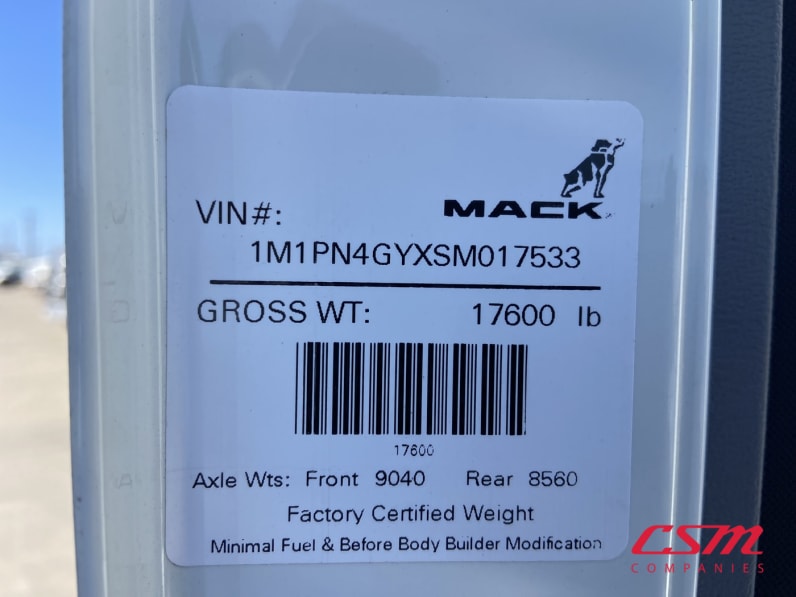 MACK
VIN#:
1M1PN4GYXSM017533
GROSS WT: 17600 lb
17600
Axle Wts: Front 9040 Rear 8560
Factory Certified Weight
Minimal Fuel & Before Body Builder Modification
CSM
COMPANIES